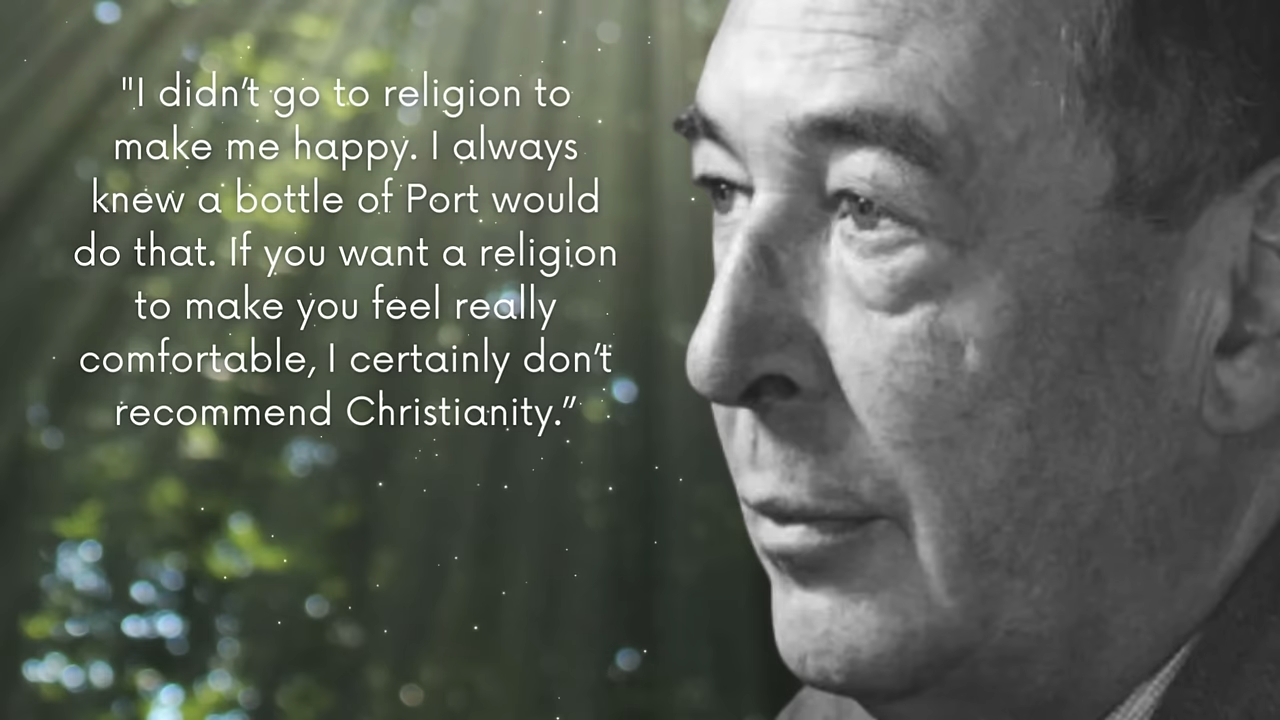 "I didn’t go to religion to
make me happy. I always
knew a bottle of Port would
do that. If you want a religion
to make you feel really
comfortable, I certainly don’t
recommend Christianity.”